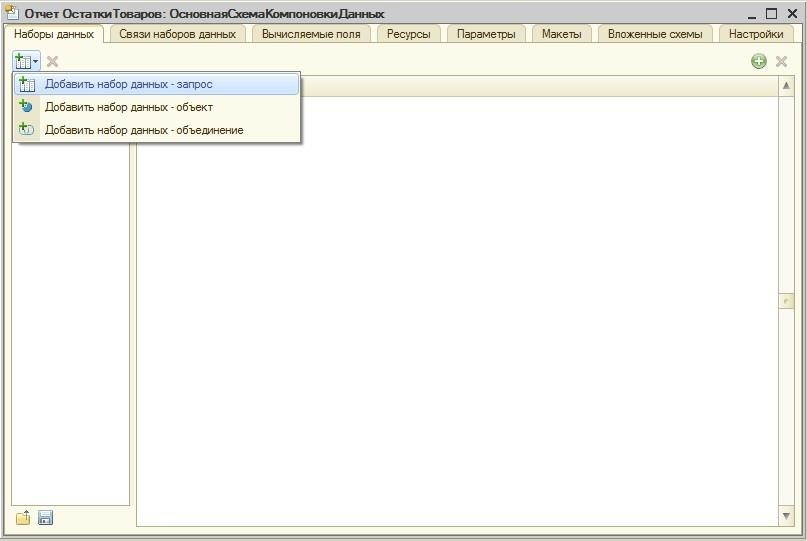 Отчет ОстаткиТоваров: ОсновнаяСхемаКомпоновкиДанных
Наборы данных Связи наборов данных Вычисляемые поля Ресурсы Параметры Макеты Вложенные схемы Настройки
Добавить набор данных - запрос
Добавить набор данных - объект
Добавить набор данных - объединение